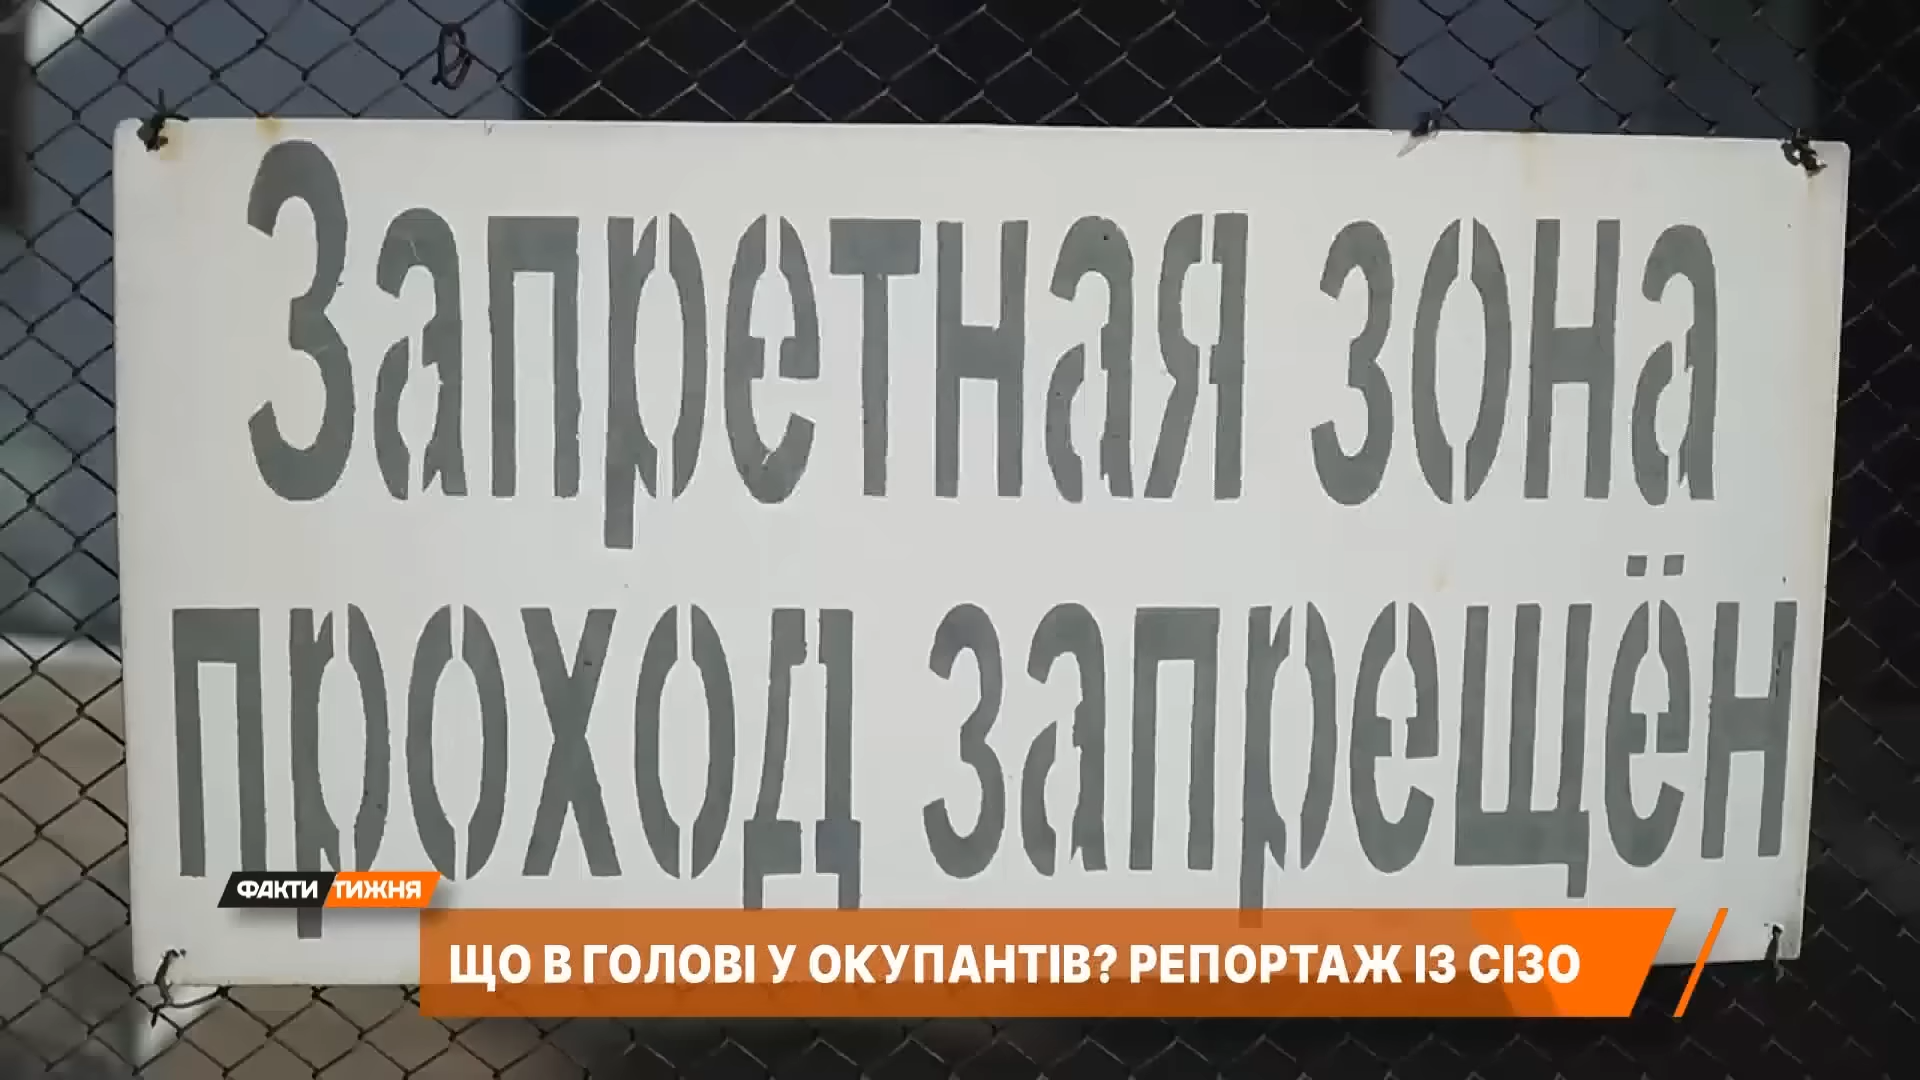 Запретная зона
проход запрещён
ФАКТИ ТИЖНЯ
ЩО В ГОЛОВІ У ОКУПАНТІВ? РЕПОРТАЖ ІЗ СІЗО